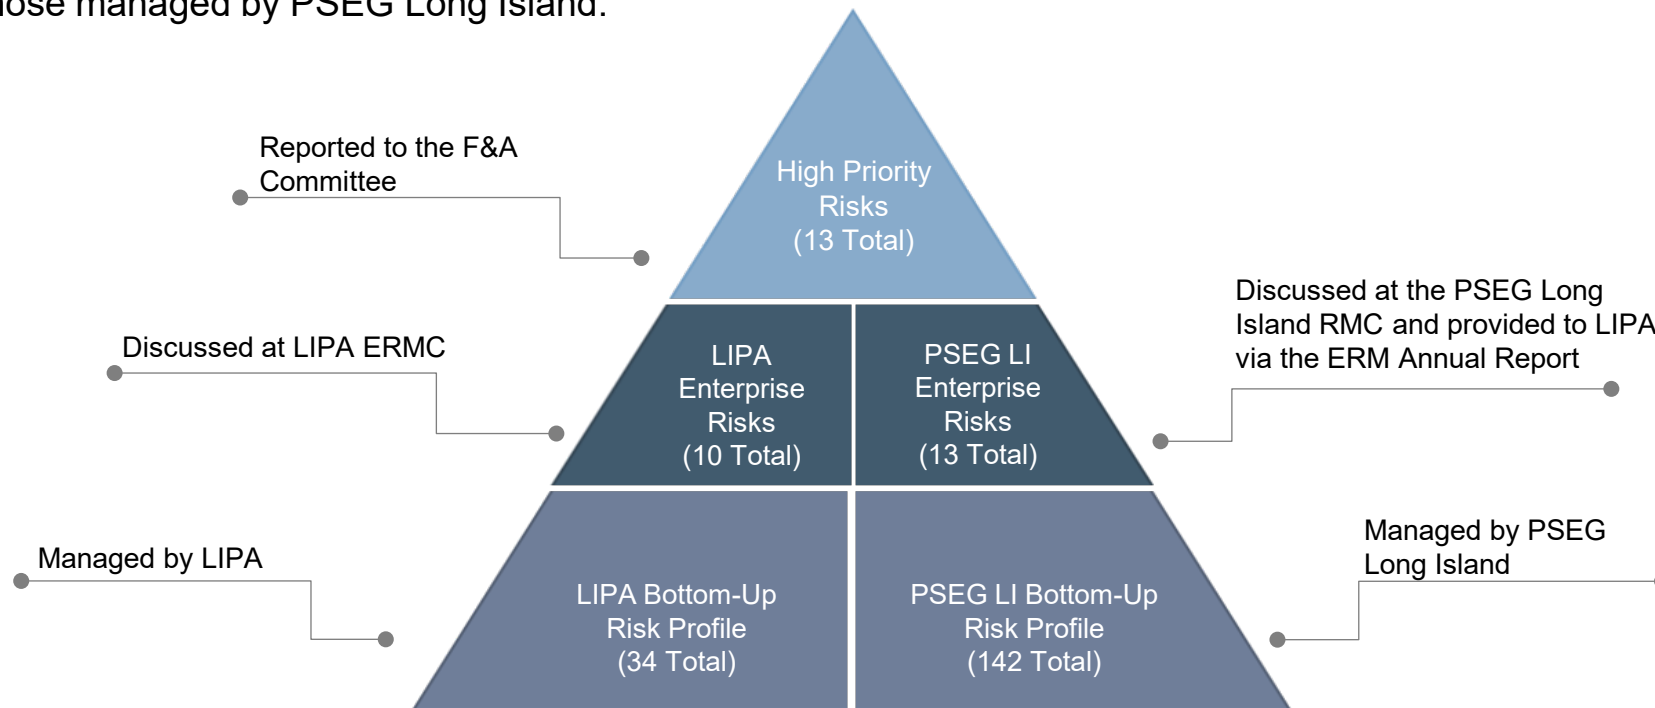 managed by PSEG Long Island.
Reported to the F&A
Committee
High Priority
Risks
(13 Total)
Discussed at the PSEG Long
Island RMC and provided to LIPA
via the ERM Annual Report
Discussed at LIPA ERMC
LIPA
Enterprise
Risks
(10 Total)
PSEG LI
Enterprise
Risks
(13 Total)
Managed by LIPA
Managed by PSEG
Long Island
LIPA Bottom-Up
Risk Profile
(34 Total)
PSEG LI Bottom-Up
Risk Profile
(142 Total)